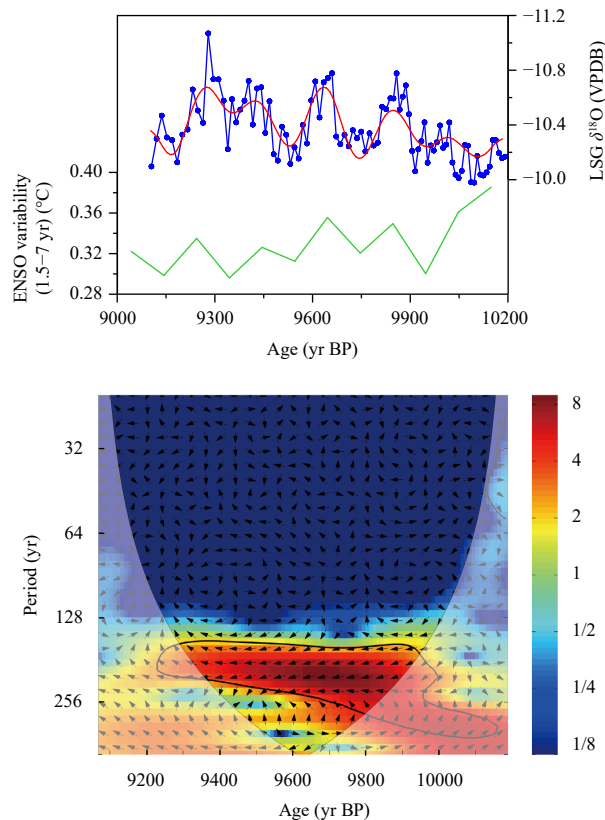 −11.2
−10.8
−10.4
−10.0
LSG δ18O (VPDB)
0.40
0.36
0.32
0.28
ENSO variability
(1.5−7 yr) (°C)
9000 9300 9600 9900 10200
Age (yr BP)
32
64
128
256
Period (yr)
8
4
2
1
1/2
1/4
1/8
9200 9400 9600 9800 10000
Age (yr BP)